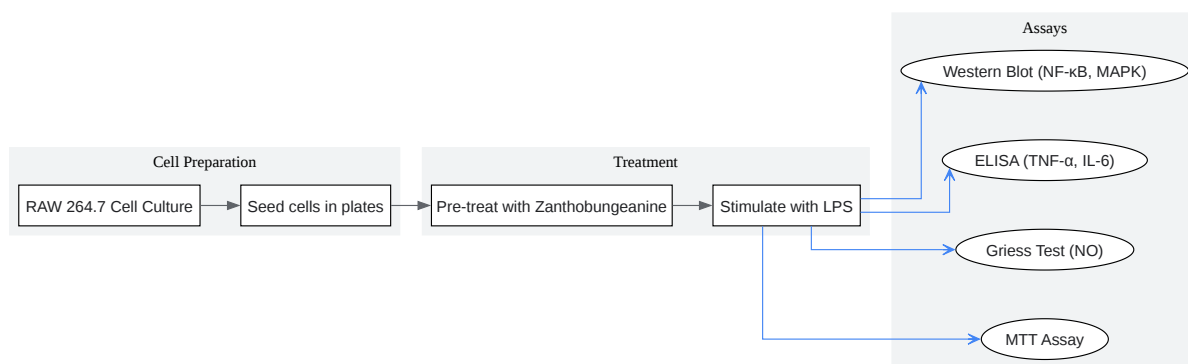 Cell Preparation
RAW 264.7 Cell Culture
Seed cells in plates
Treatment
Pre-treat with Zanthobungeanine
Stimulate with LPS
Assays
Western Blot (NF-κB, MAPK)
ELISA (TNF-α, IL-6)
Griess Test (NO)
MTT Assay